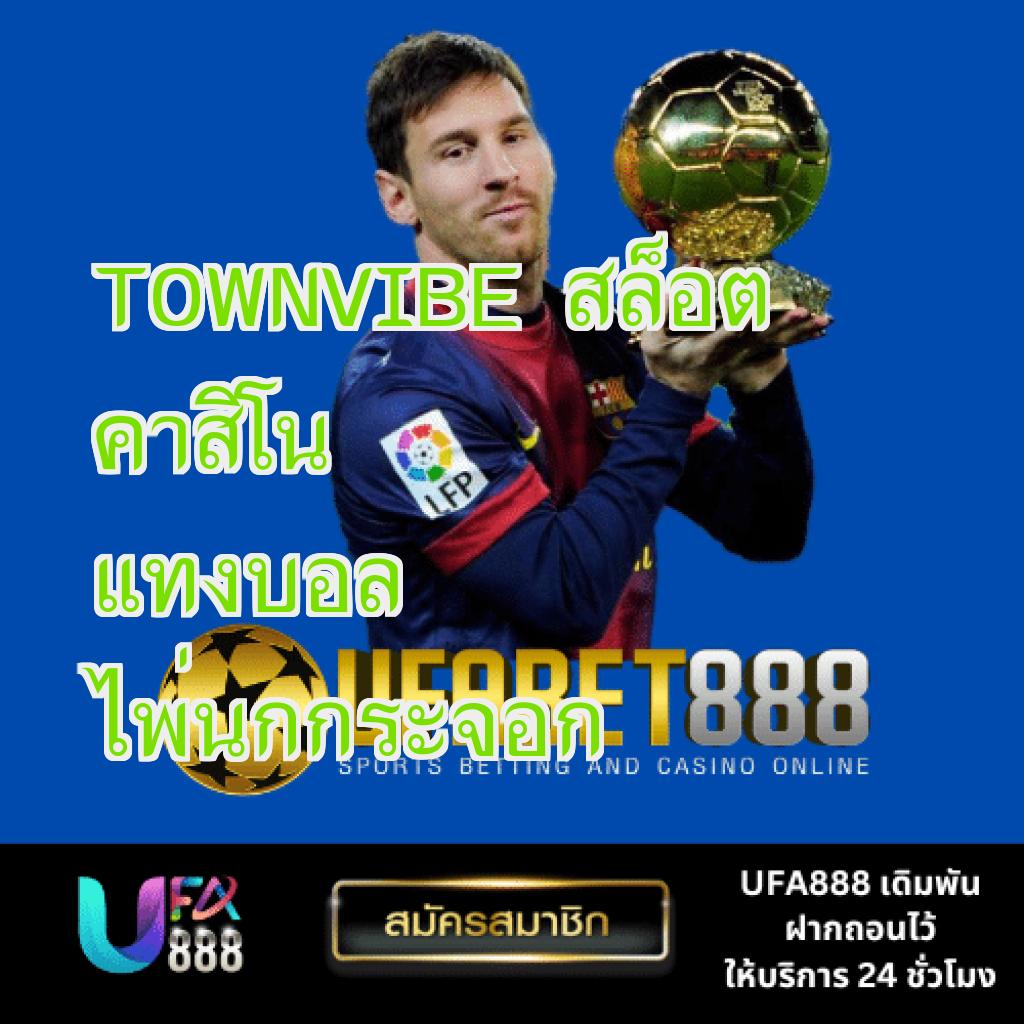 TOWNVIBE สล็อต
คาสิโน
LFP
แทงบอล
ไพ่นกกระจอก
UFABET888
SPORTS BETTING AND CASINO ONLINE
UFA
888
สมัครสมาชิก
UFA888 เดิมพัน
ฝากถอนไว้
ให้บริการ 24 ชั่วโมง